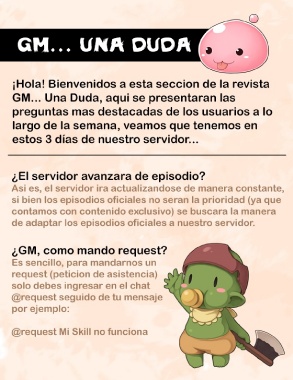 GM... UNA DUDA
¡Hola! Bienvenidos a esta seccion de la revista
GM... Una Duda, aqui se presentaran las
preguntas mas destacadas de los usuarios a lo
largo de la semana, veamos que tenemos en
estos 3 días de nuestro servidor...
¿El servidor avanzara de episodio?
Asi es, el servidor ira actualizandose de manera constante,
si bien los episodios oficiales no seran la prioridad (ya que
contamos con contenido exclusivo) se buscara la manera
de adaptar los episodios oficiales a nuestro servidor.
¿GM, como mando request?
Es sencillo, para mandarnos un
request (peticion de asistencia)
solo debes ingresar en el chat
@request seguido de tu mensaje
por ejemplo:
@request Mi Skill no funciona